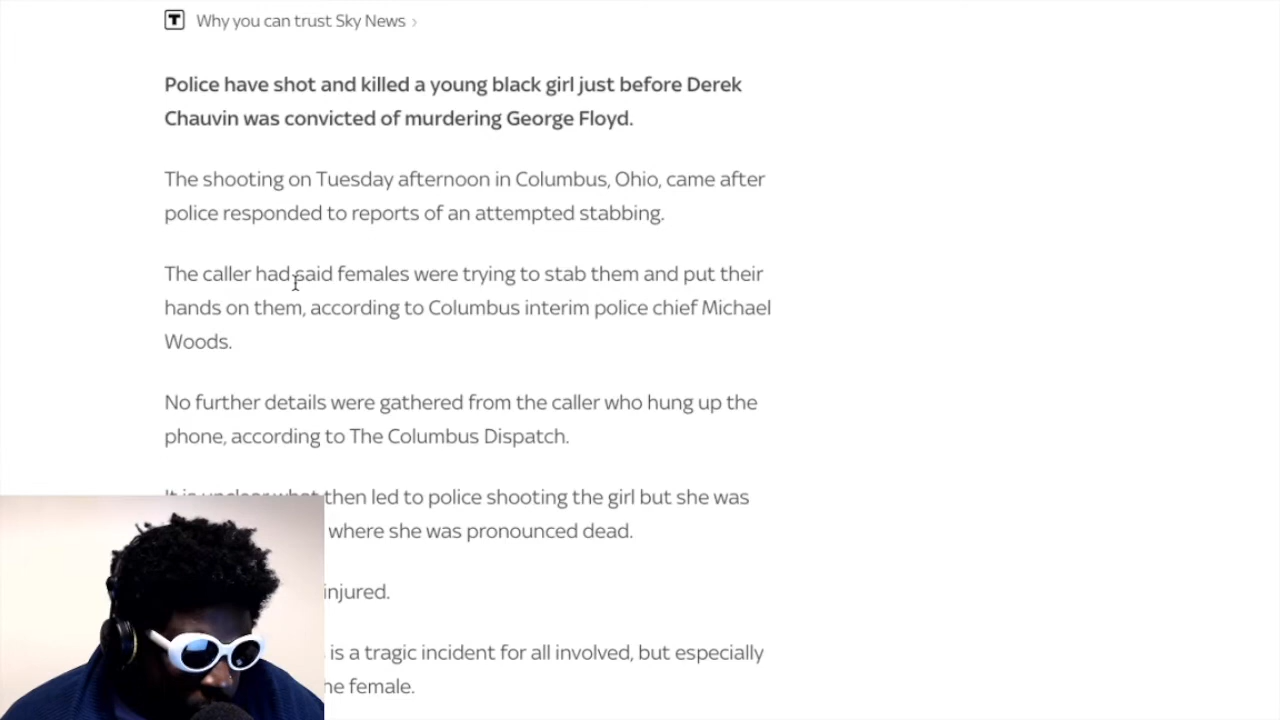 T Why you can trust Sky News ›
Police have shot and killed a young black girl just before Derek
Chauvin was convicted of murdering George Floyd.
The shooting on Tuesday afternoon in Columbus, Ohio, came after
police responded to reports of an attempted stabbing.
The caller had said females were trying to stab them and put their
hands on them, according to Columbus interim police chief Michael
Woods.
No further details were gathered from the caller who hung up the
phone, according to The Columbus Dispatch.
It is unclear what then led to police shooting the girl but she was
where she was pronounced dead.
injured.
is a tragic incident for all involved, but especially
female.